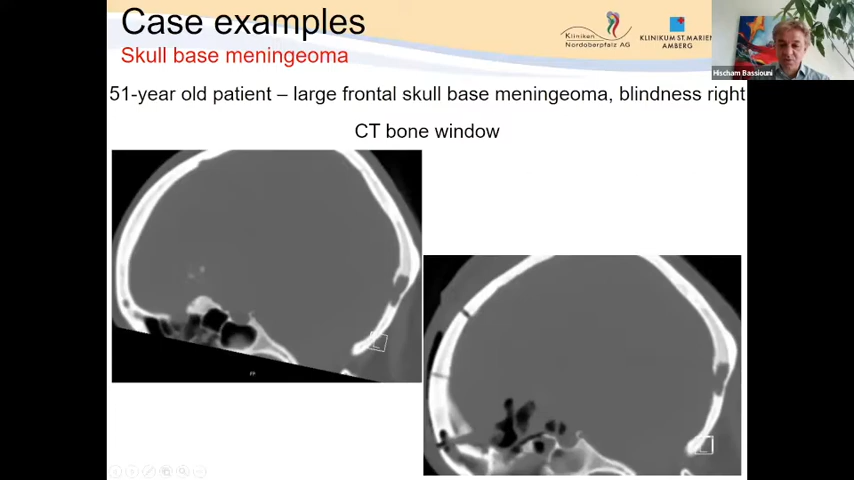 Case examples
Skull base meningeoma
Kliniken
Nordoberpfalz AG
KLINIKUM ST. MARIEN
AMBERG
Hischam Bassiouni
51-year old patient – large frontal skull base meningeoma, blindness right
CT bone window